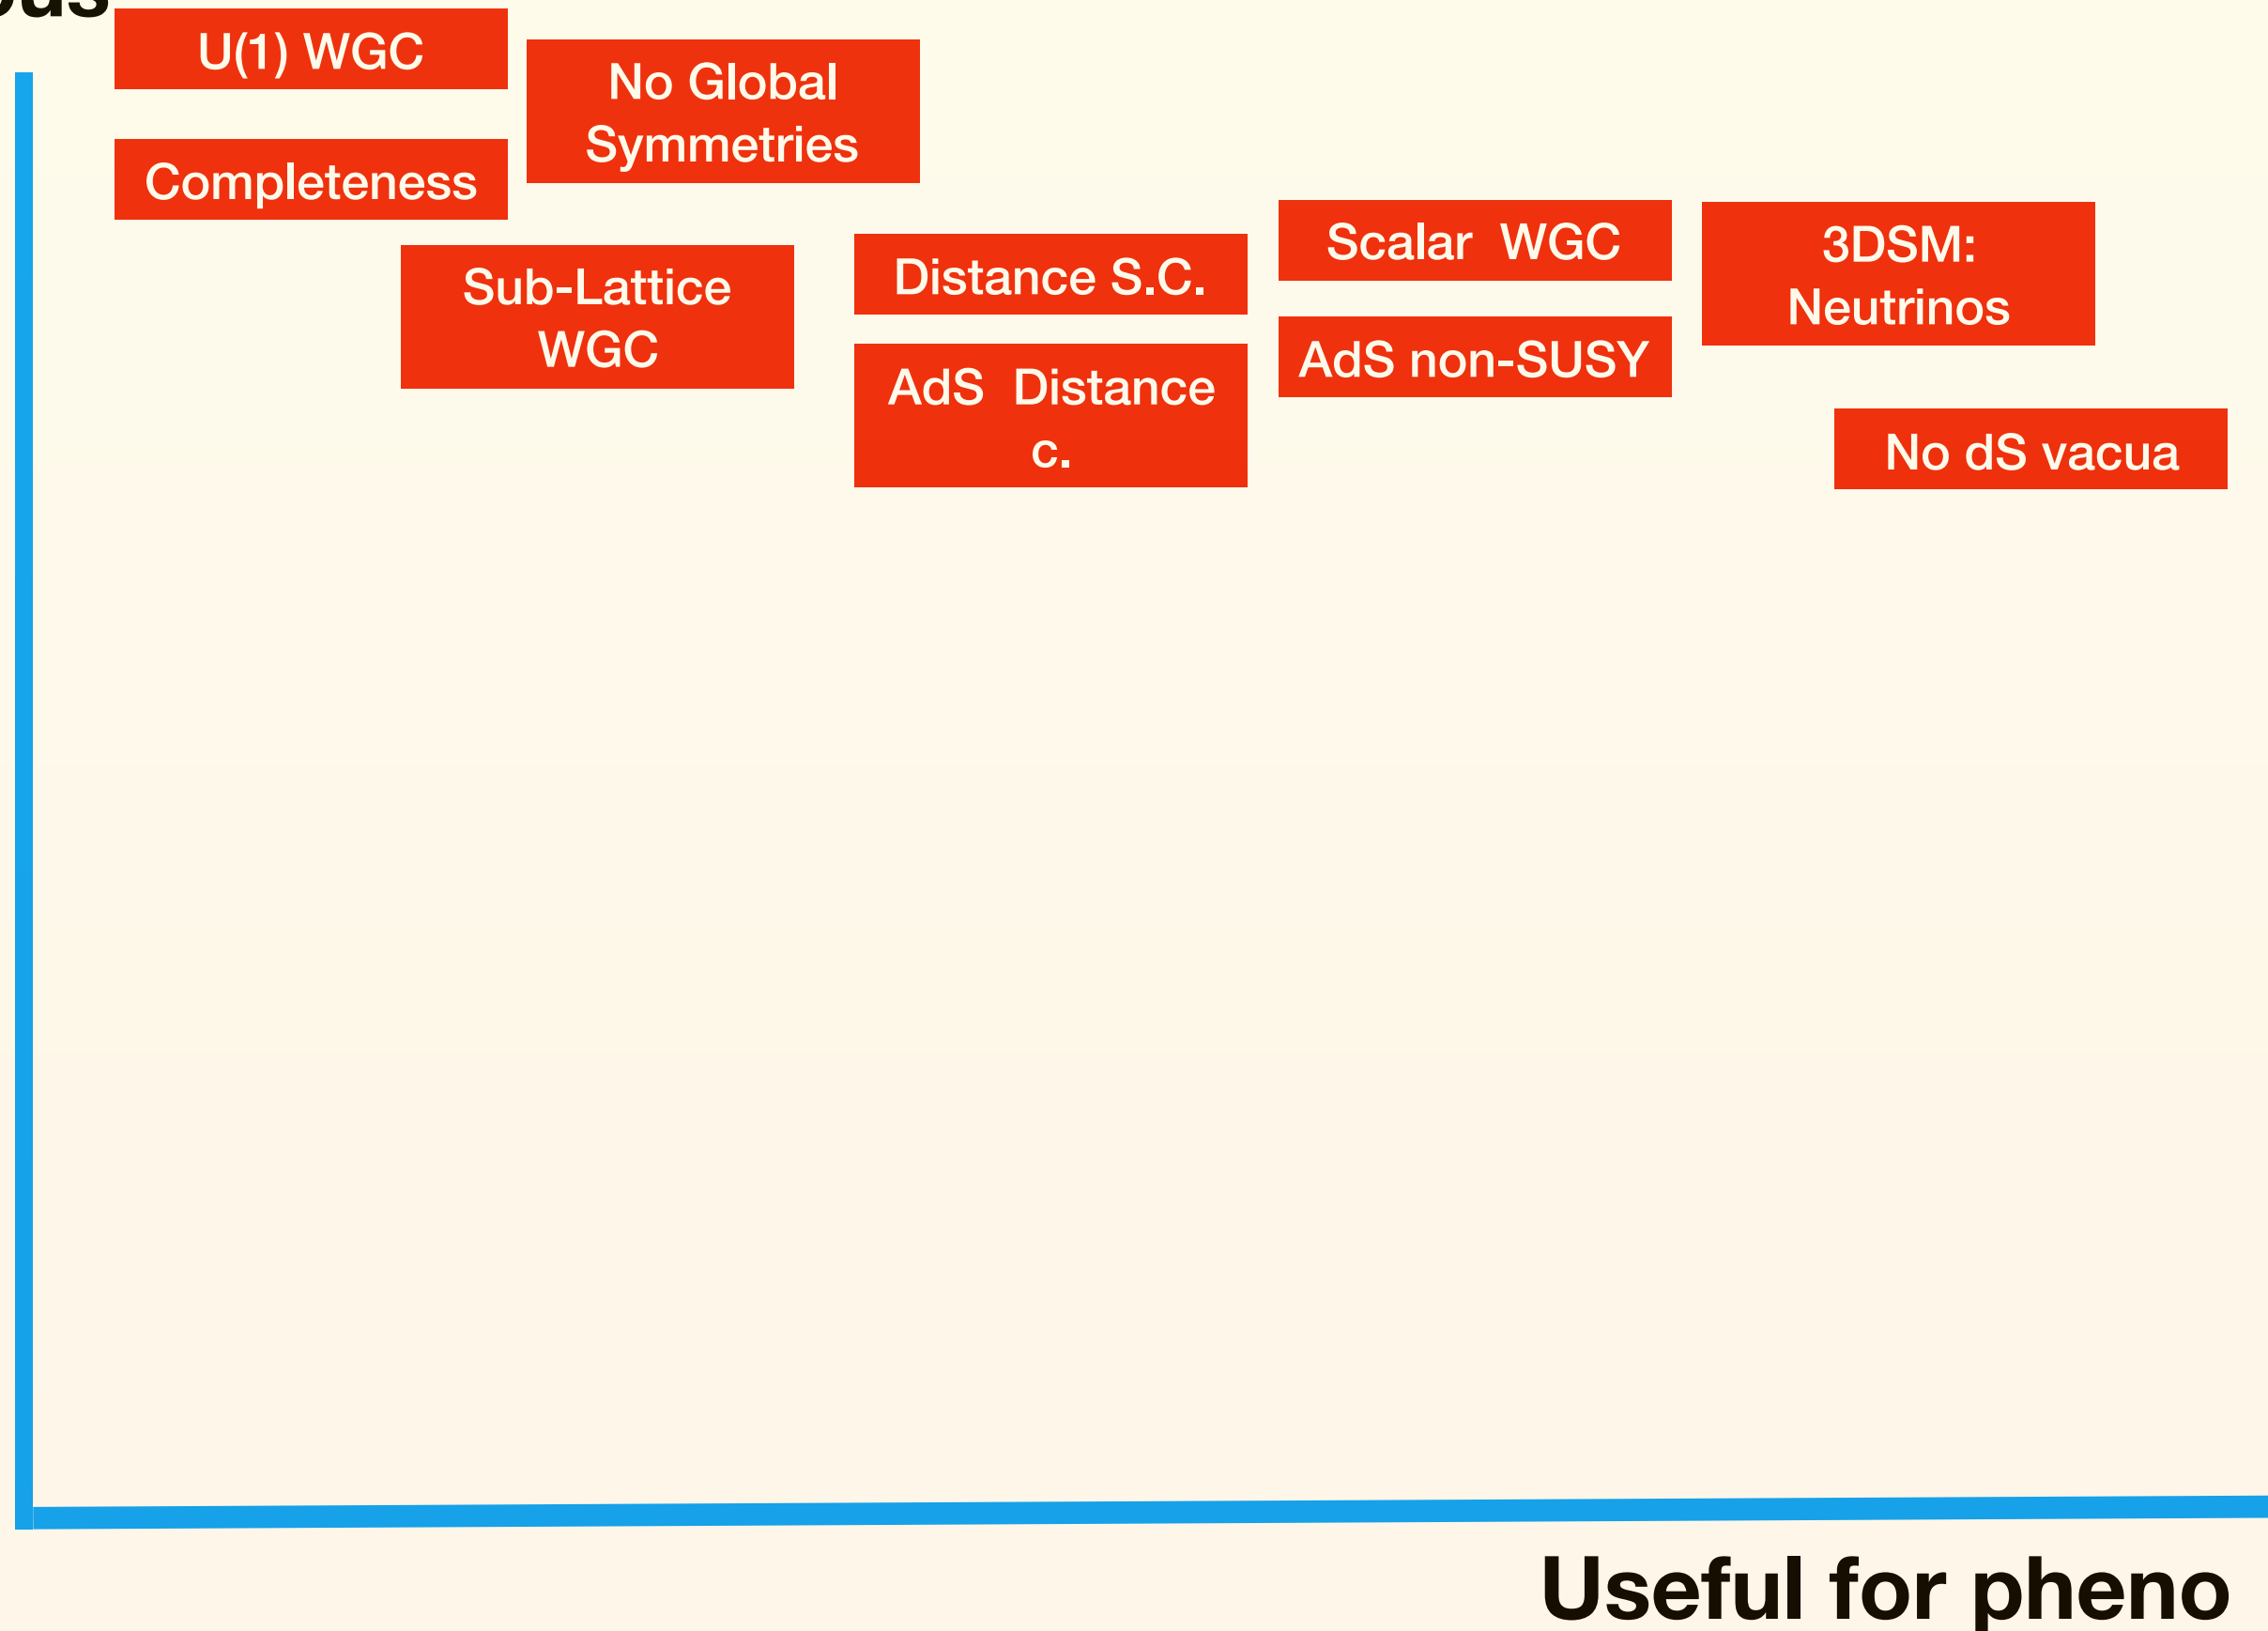 U(1) WGC
No Global
Symmetries
Completeness
Sub-Lattice
WGC
Distance S.C.
AdS Distance
c.
Scalar WGC
AdS non-SUSY
3DSM:
Neutrinos
No dS vacua
Useful for pheno